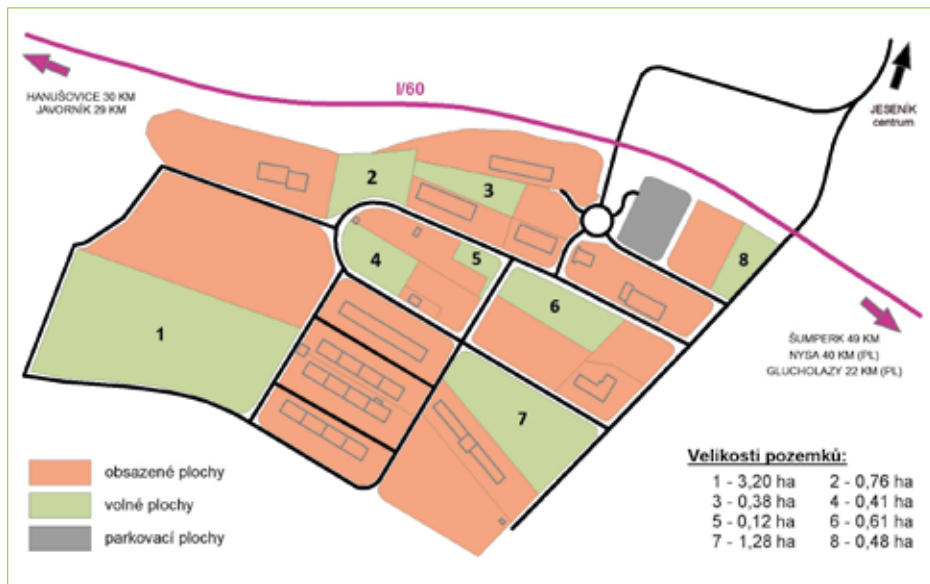 I/60
HANUŠOVICE 30 KM
JAVORNÍK 29 KM
JESENÍK
centrum
2
3
8
4
5
6
1
7
ŠUMPERK 49 KM
NYSA 40 KM (PL)
GLUCHOLAZY 22 KM (PL)
obsazené plochy
volné plochy
parkovací plochy
Velikosti pozemků:
1 - 3,20 ha 2 - 0,76 ha
3 - 0,38 ha 4 - 0,41 ha
5 - 0,12 ha 6 - 0,61 ha
7 - 1,28 ha 8 - 0,48 ha